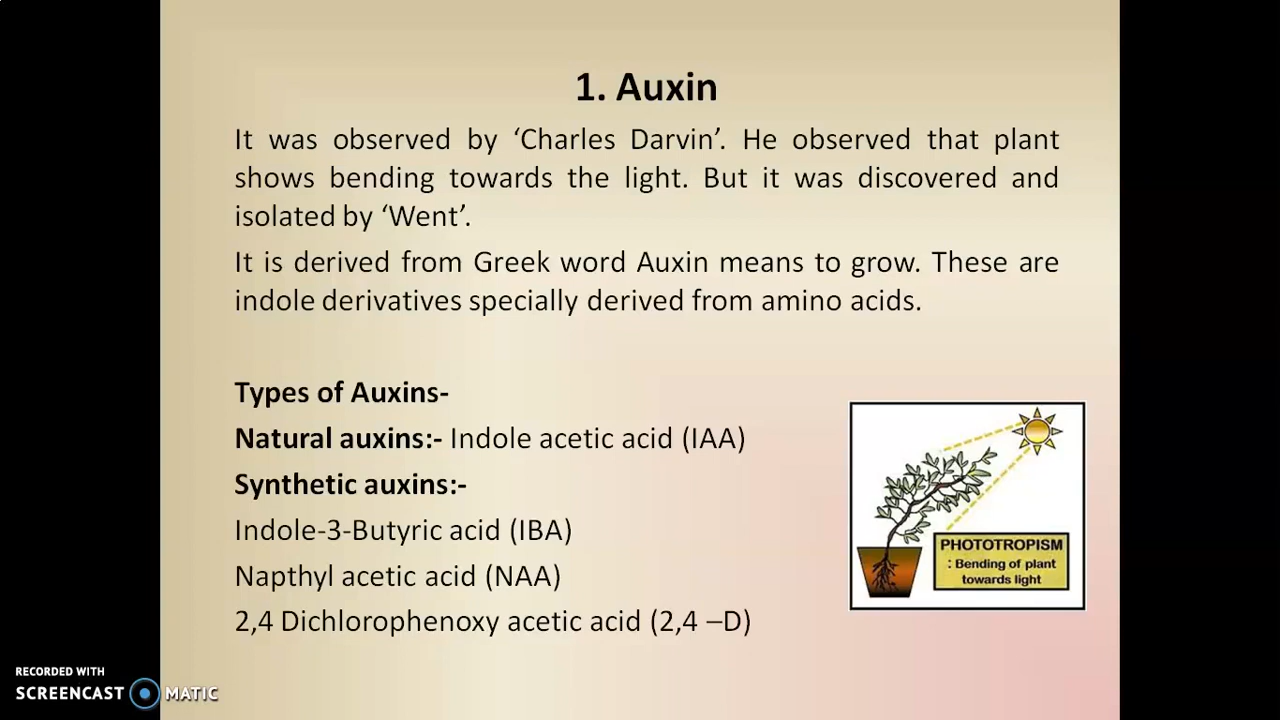 1. Auxin
It was observed by ‘Charles Darvin’. He observed that plant
shows bending towards the light. But it was discovered and
isolated by ‘Went’.
It is derived from Greek word Auxin means to grow. These are
indole derivatives specially derived from amino acids.
Types of Auxins-
Natural auxins:- Indole acetic acid (IAA)
Synthetic auxins:-
Indole-3-Butyric acid (IBA)
Napthyl acetic acid (NAA)
2,4 Dichlorophenoxy acetic acid (2,4 –D)
PHOTOTROPISM
: Bending of plant
towards light
RECORDED WITH
SCREENCAST MATIC